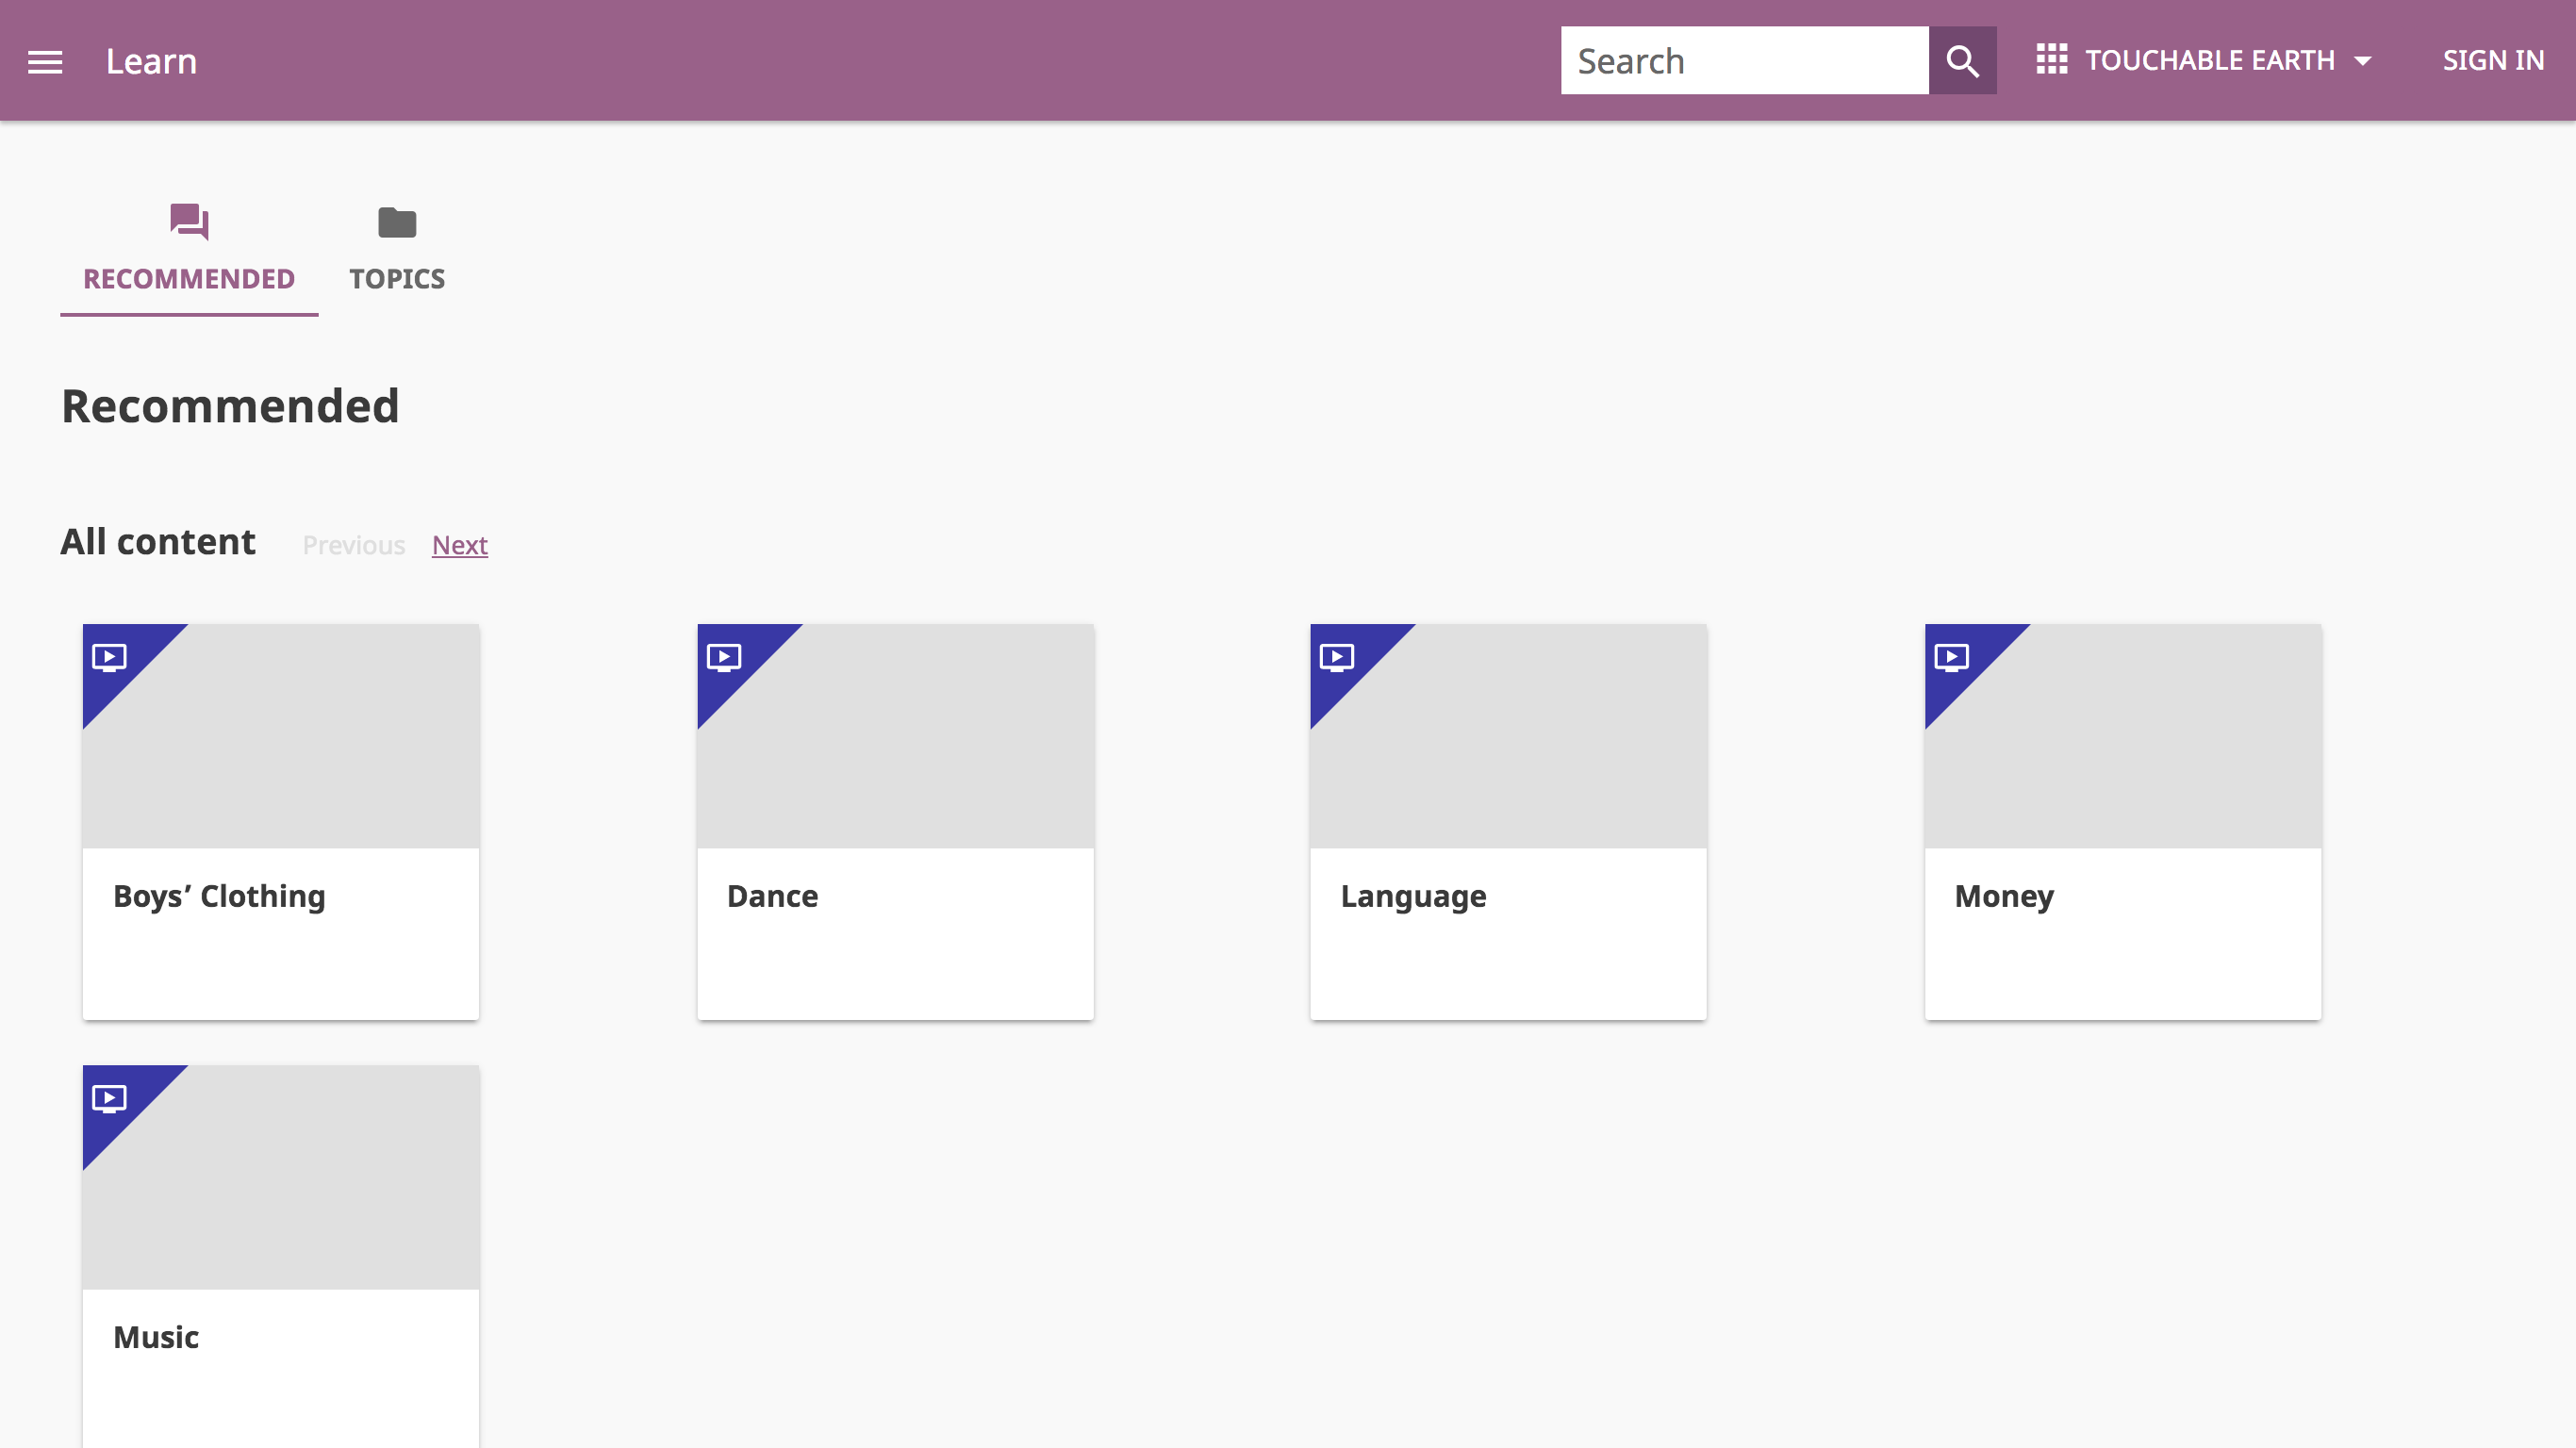 Learn
Search
TOUCHABLE EARTH
SIGN IN
RECOMMENDED
TOPICS
Recommended
All content
Previous
Next
Boys’ Clothing
Dance
Language
Money
Music